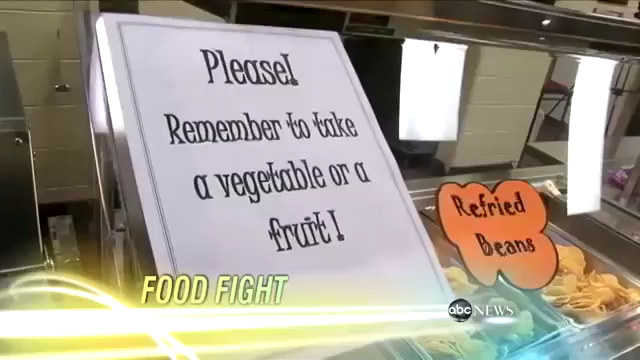 Please!
Remember to take
a vegetable or a
fruit!
Refried
Beans
FOOD FIGHT
abc NEWS